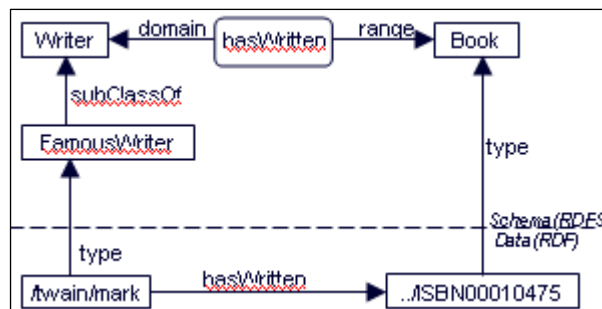 Writer
domain
hasWritten
range
Book
subClassOf
FamousWriter
type
Schema(RDFS
Data(RDF)
type
hasWritten
/twain/mark
../ISBN00010475